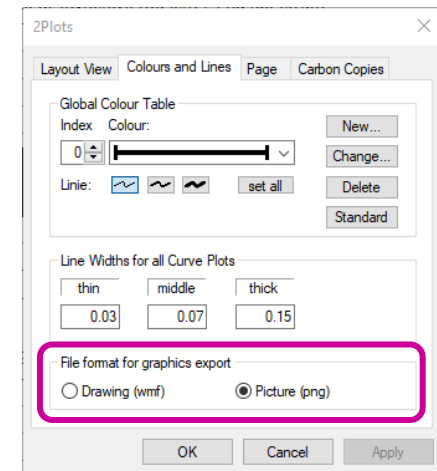 2Plots
Layout View Colours and Lines Page Carbon Copies
Global Colour Table
Index Colour: New...
0 Change...
Linie: set all Delete
Standard
Line Widths for all Curve Plots
thin middle thick
0.03 0.07 0.15
File format for graphics export
Drawing (wmf) Picture (png)
OK Cancel Apply